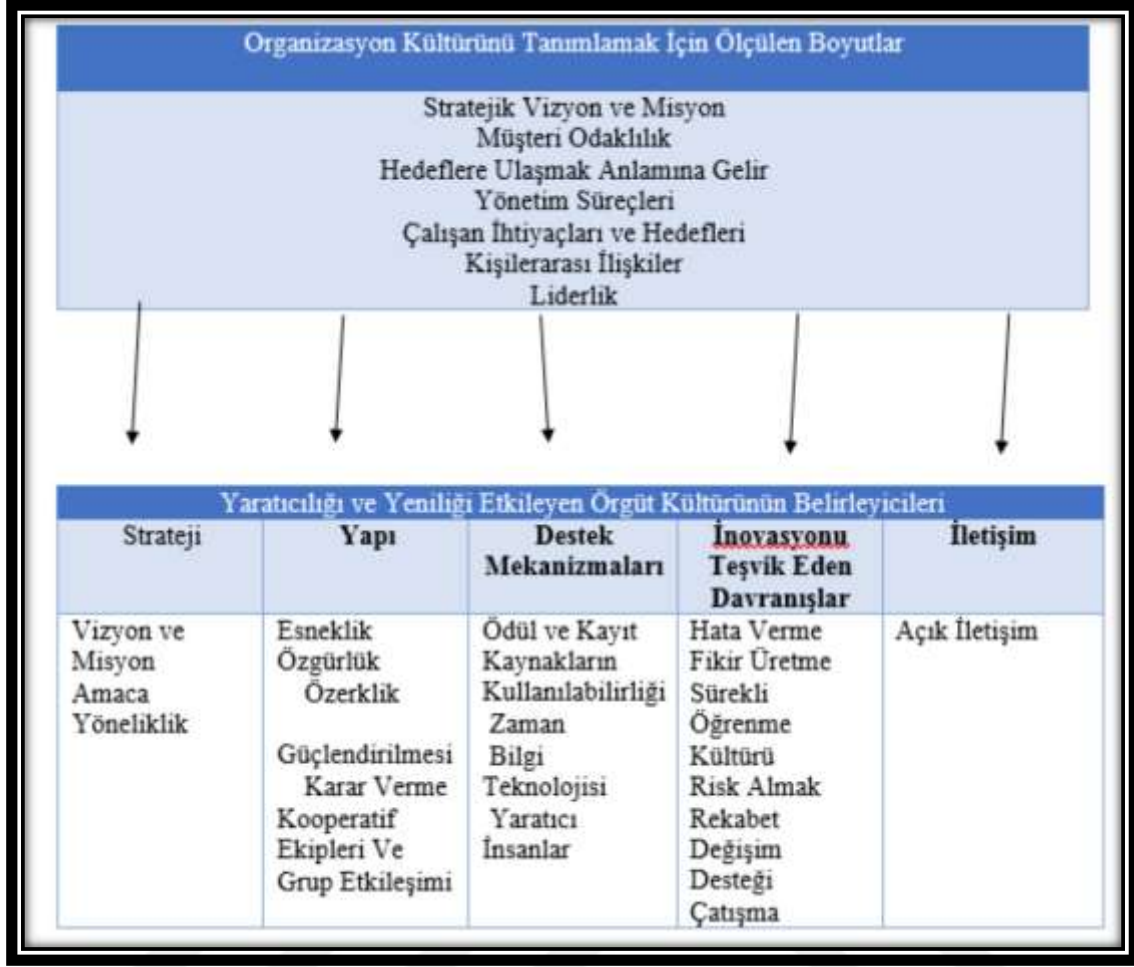 Organizasyon Kültürünü Tanımlamak İçin Ölçülen Boyutlar
Stratejik Vizyon ve Misyon
Müşteri Odaklılık
Hedeflere Ulaşmak Anlamına Gelir
Yönetim Süreçleri
Çalışan İhtiyaçları ve Hedefleri
Kişilerarası İlişkiler
Liderlik
Yaratıcılığı ve Yeniliği Etkileyen Örgüt Kültürünün Belirleyicileri
Strateji
Yapı
Destek
Mekanizmaları
İnovasyonu
Teşvik Eden
Davranışlar
İletişim
Vizyon ve
Misyon
Amaca
Yöneliklik
Esneklik
Özgürlük
Özerklik
Güçlendirilmesi
Karar Verme
Kooperatif
Ekipleri Ve
Grup Etkileşimi
Ödül ve Kayıt
Kaynakların
Kullanılabilirliği
Zaman
Bilgi
Teknolojisi
Yaratıcı
İnsanlar
Hata Verme
Fikir Üretme
Sürekli
Öğrenme
Kültürü
Risk Almak
Rekabet
Değişim
Desteği
Çatışma
Açık İletişim